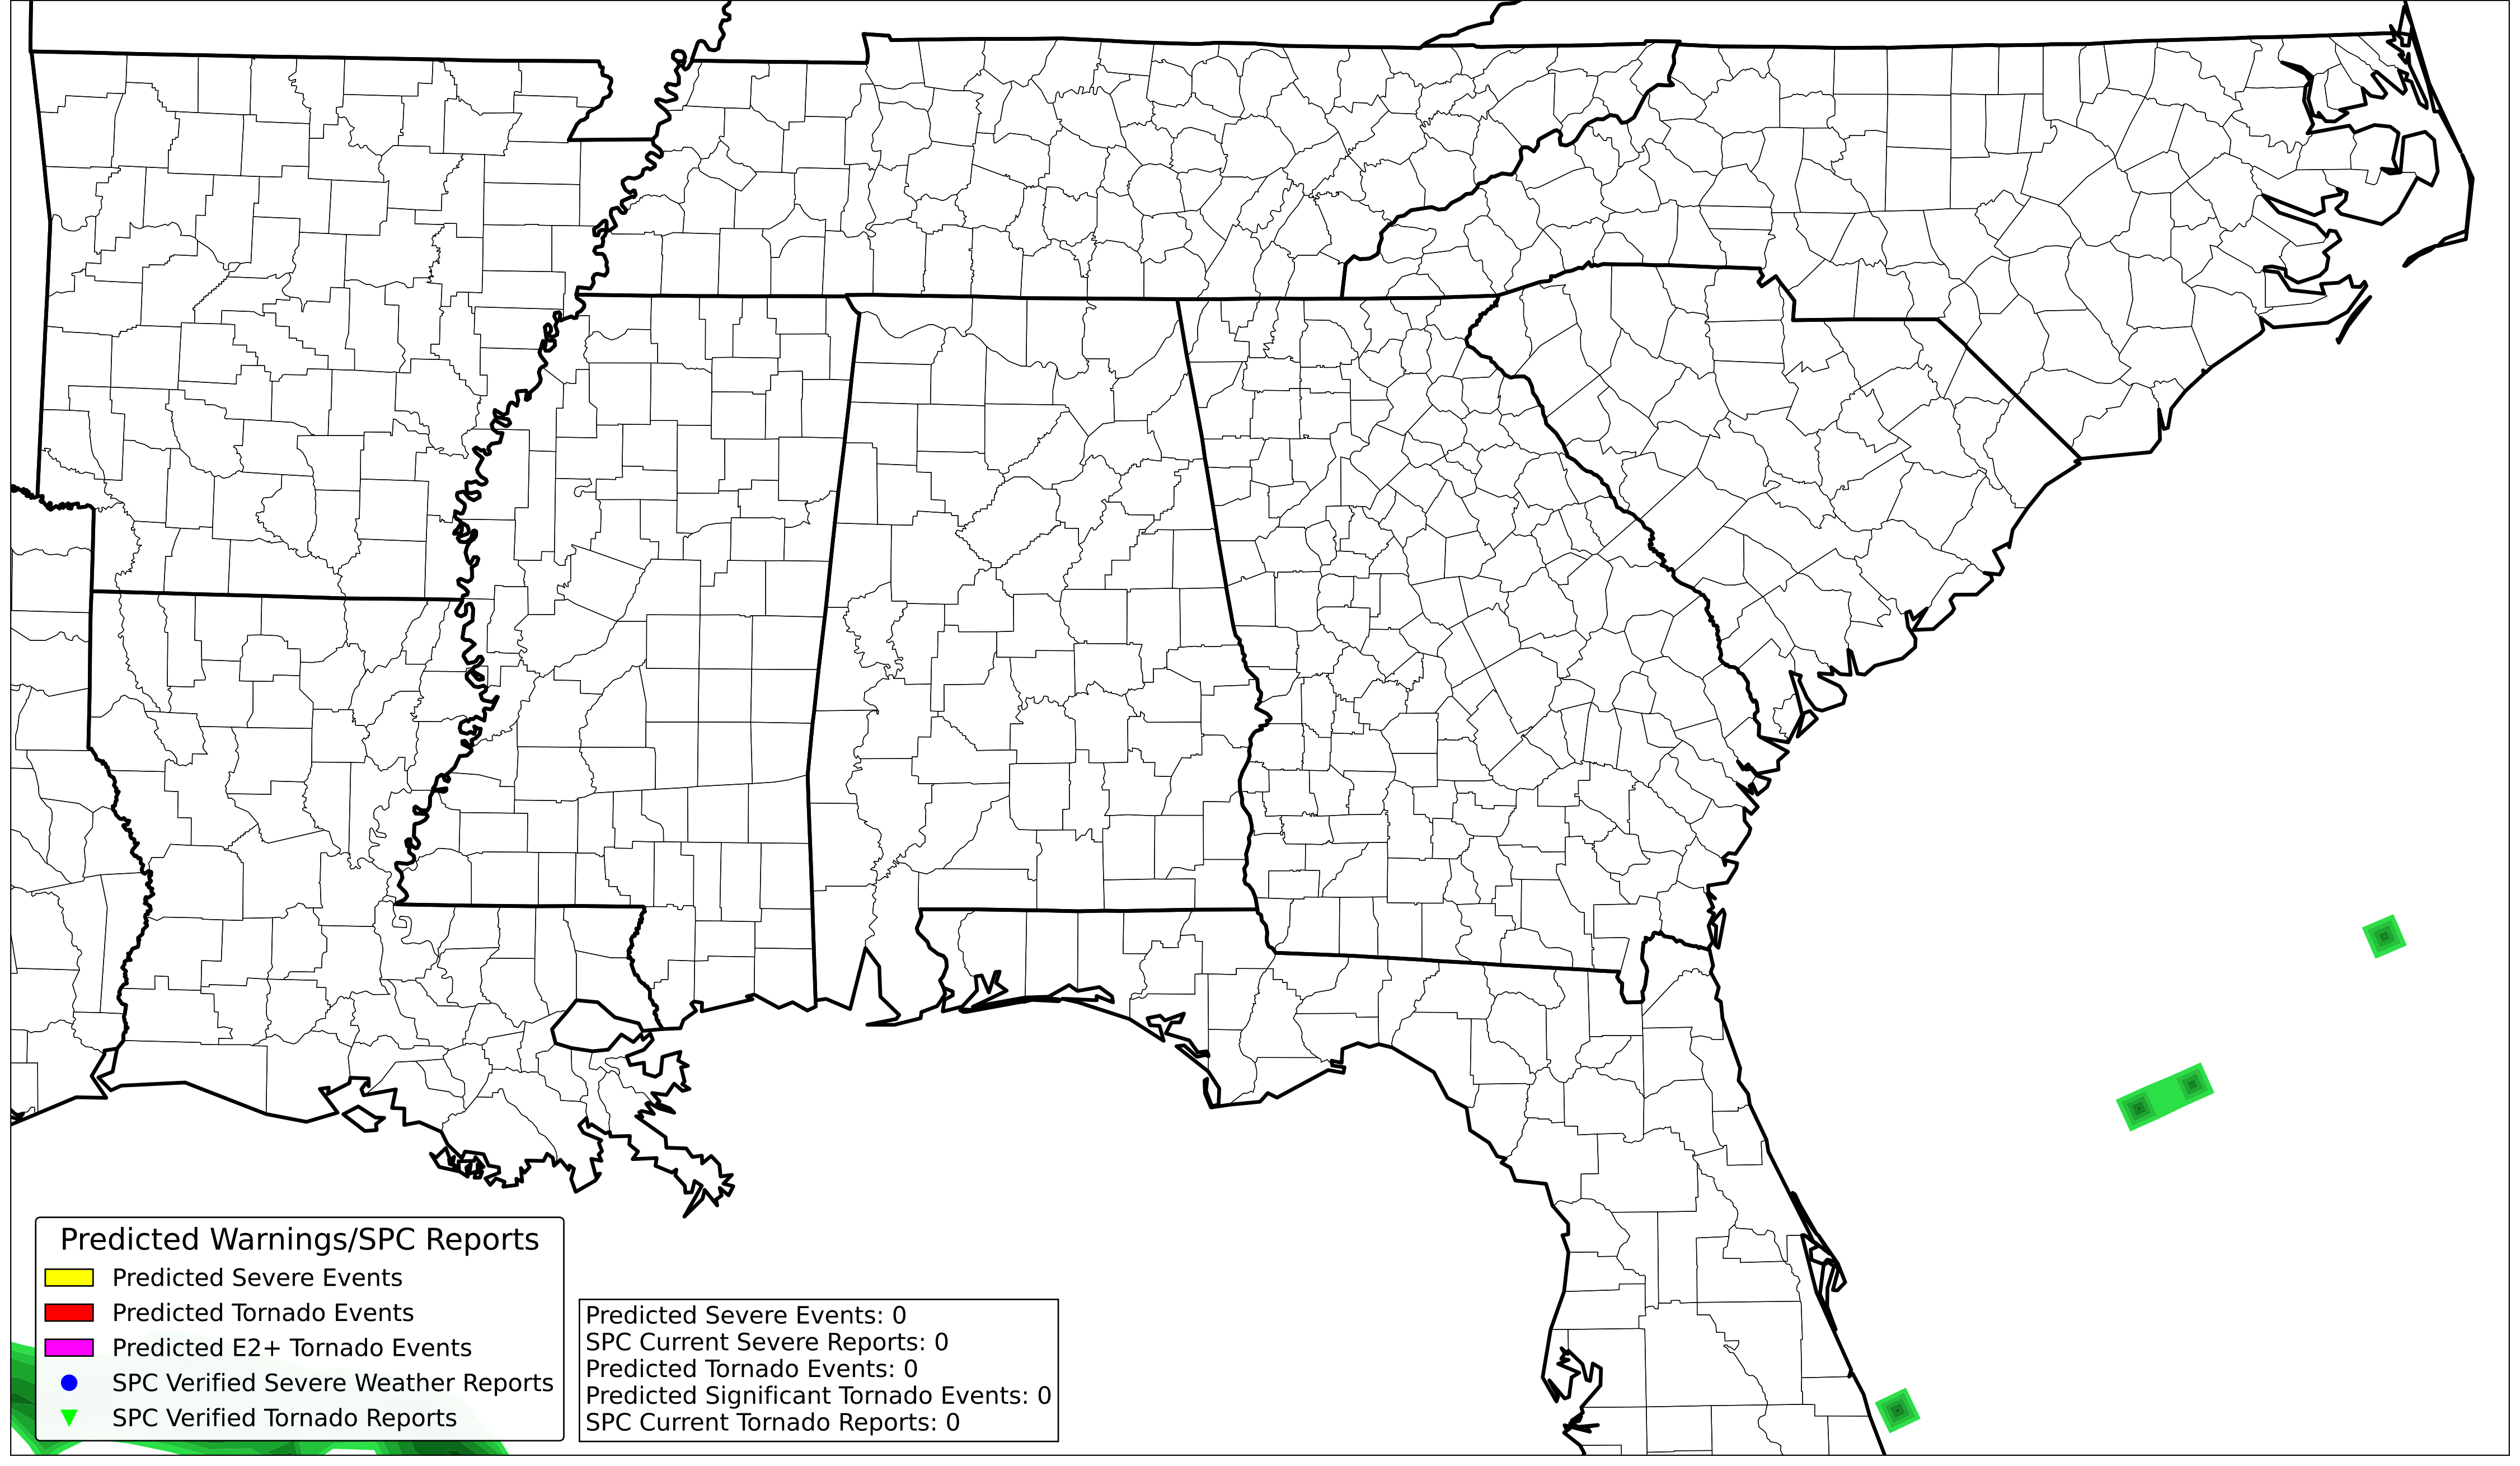 Predicted Warnings/SPC Reports
Predicted Severe Events
Predicted Tornado Events
Predicted E2+ Tornado Events
SPC Verified Severe Weather Reports
SPC Verified Tornado Reports
Predicted Severe Events: 0
SPC Current Severe Reports: 0
Predicted Tornado Events: 0
Predicted Significant Tornado Events: 0
SPC Current Tornado Reports: 0